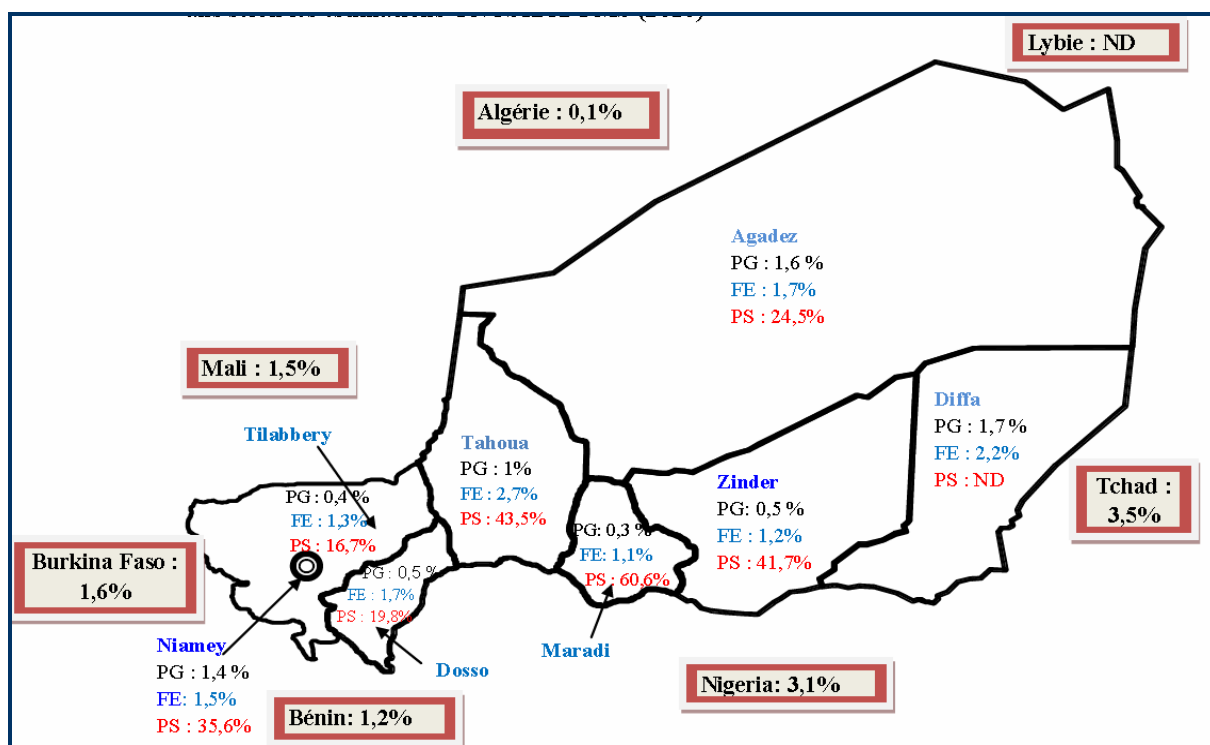 Lybie : ND
Algérie : 0,1%
Agadez
PG : 1,6 %
FE : 1,7%
PS : 24,5%
Mali : 1,5%
Tilabbery
PG : 0,4 %
FE : 1,3%
PS : 16,7%
Tahoua
PG : 1%
FE : 2,7%
PS : 43,5%
PG: 0,3 %
FE: 1,1%
PS : 60,6%
Maradi
Zinder
PG: 0,5 %
FE : 1,2%
PS : 41,7%
Diffa
PG : 1,7 %
FE : 2,2%
PS : ND
Tchad :
3,5%
Burkina Faso :
1,6%
PG : 0,5 %
FE : 1,7%
PS : 19,8%
Dosso
Niamey
PG : 1,4 %
FE: 1,5%
PS : 35,6%
Bénin: 1,2%
Nigeria: 3,1%